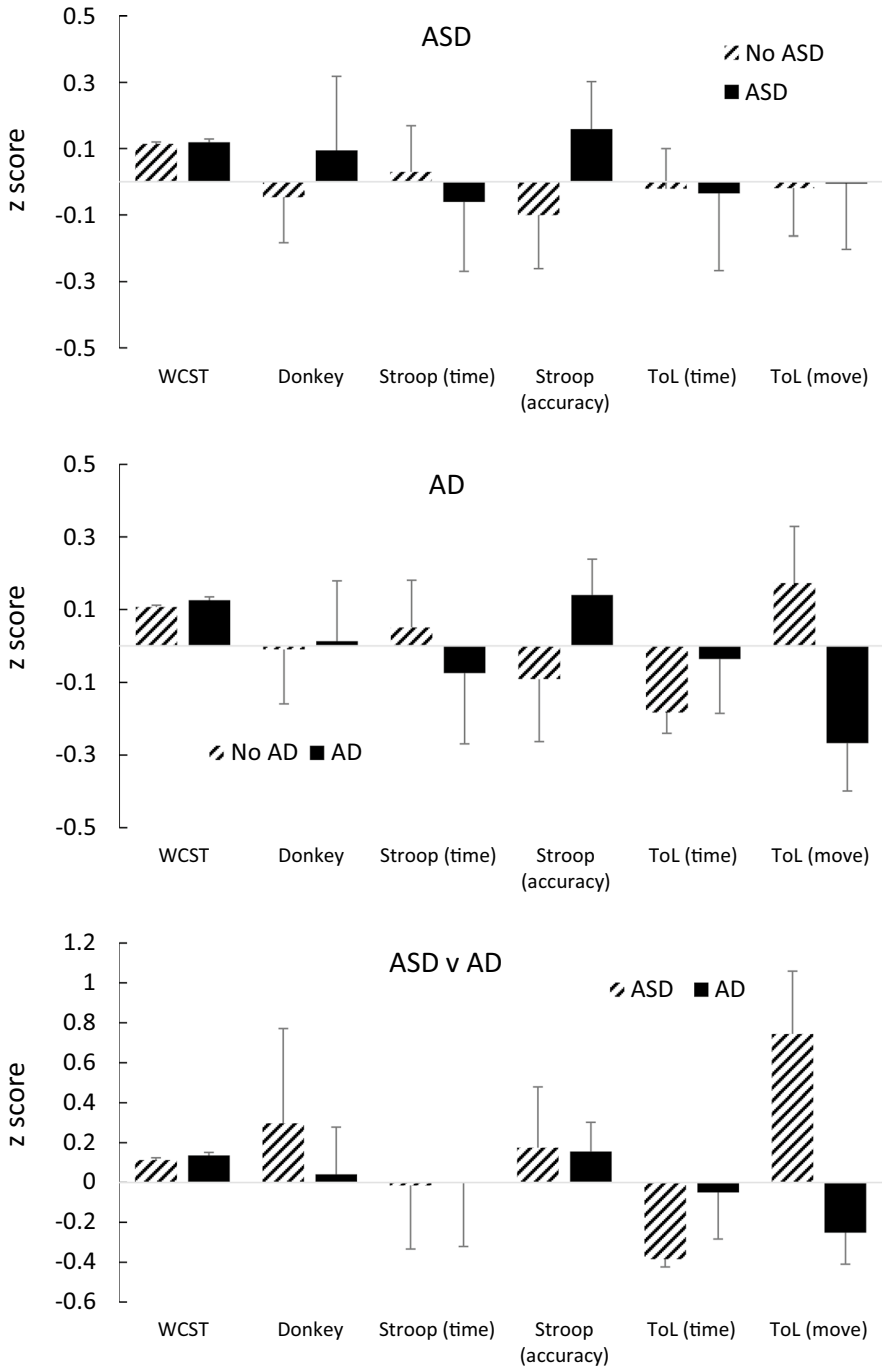 ASD
No ASD
ASD
z score
0.5
0.3
0.1
-0.1
-0.3
-0.5
WCST Donkey Stroop (time) Stroop (accuracy) ToL (time) ToL (move)
AD
No AD AD
z score
0.5
0.3
0.1
-0.1
-0.3
-0.5
WCST Donkey Stroop (time) Stroop (accuracy) ToL (time) ToL (move)
ASD v AD
ASD AD
z score
1.2
1
0.8
0.6
0.4
0.2
0
-0.2
-0.4
-0.6
WCST Donkey Stroop (time) Stroop (accuracy) ToL (time) ToL (move)